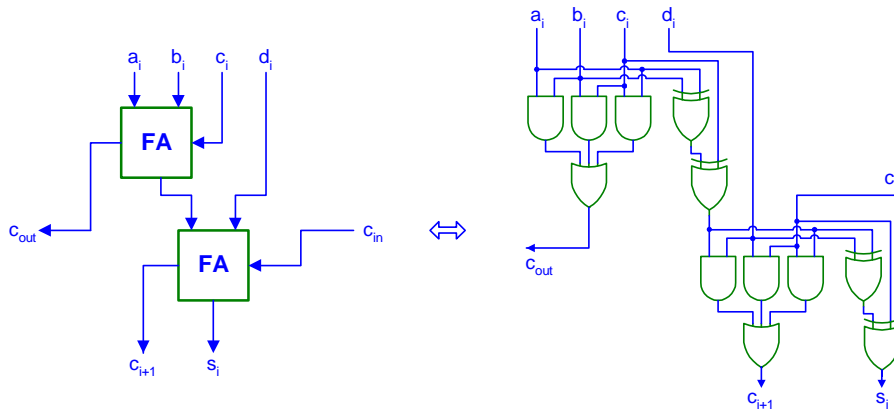 a_i b_i c_i d_i
FA
c_out
FA
c_in
c_{i+1}
s_i
a_i b_i c_i d_i
c
c_out
c_{i+1}
s_i